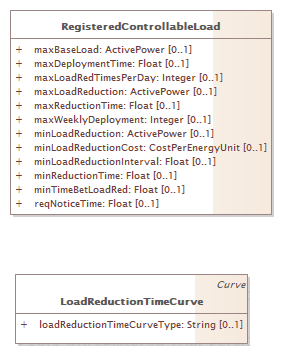 RegisteredControllableLoad
+ maxBaseLoad: ActivePower [0..1]
+ maxDeploymentTime: Float [0..1]
+ maxLoadRedTimesPerDay: Integer [0..1]
+ maxLoadReduction: ActivePower [0..1]
+ maxReductionTime: Float [0..1]
+ maxWeeklyDeployment: Integer [0..1]
+ minLoadReduction: ActivePower [0..1]
+ minLoadReductionCost: CostPerEnergyUnit [0..1]
+ minLoadReductionInterval: Float [0..1]
+ minReductionTime: Float [0..1]
+ minTimeBetLoadRed: Float [0..1]
+ reqNoticeTime: Float [0..1]
Curve
LoadReductionTimeCurve
+ loadReductionTimeCurveType: String [0..1]